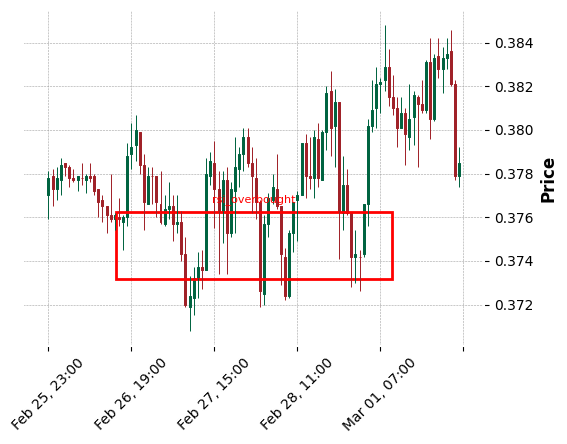 0.384
0.382
0.380
0.378
0.376
0.374
0.372
Price
rsi_overbought
Feb 25, 23:00
Feb 26, 19:00
Feb 27, 15:00
Feb 28, 11:00
Mar 01, 07:00